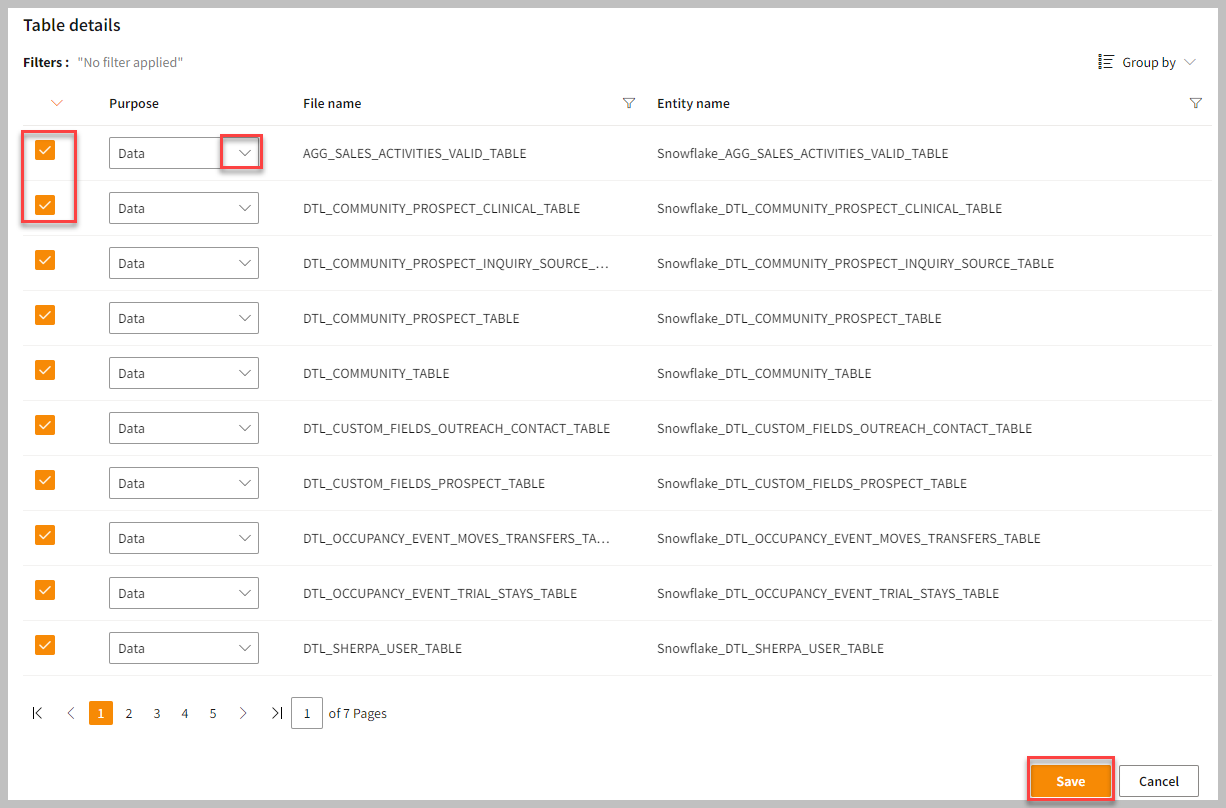 Table details
Filters : "No filter applied"
Group by
Purpose File name Entity name
Data AGG_SALES_ACTIVITIES_VALID_TABLE Snowflake_AGG_SALES_ACTIVITIES_VALID_TABLE
Data DTL_COMMUNITY_PROSPECT_CLINICAL_TABLE Snowflake_DTL_COMMUNITY_PROSPECT_CLINICAL_TABLE
Data DTL_COMMUNITY_PROSPECT_INQUIRY_SOURCE_... Snowflake_DTL_COMMUNITY_PROSPECT_INQUIRY_SOURCE_TABLE
Data DTL_COMMUNITY_PROSPECT_TABLE Snowflake_DTL_COMMUNITY_PROSPECT_TABLE
Data DTL_COMMUNITY_TABLE Snowflake_DTL_COMMUNITY_TABLE
Data DTL_CUSTOM_FIELDS_OUTREACH_CONTACT_TABLE Snowflake_DTL_CUSTOM_FIELDS_OUTREACH_CONTACT_TABLE
Data DTL_CUSTOM_FIELDS_PROSPECT_TABLE Snowflake_DTL_CUSTOM_FIELDS_PROSPECT_TABLE
Data DTL_OCCUPANCY_EVENT_MOVES_TRANSFERS_TA... Snowflake_DTL_OCCUPANCY_EVENT_MOVES_TRANSFERS_TABLE
Data DTL_OCCUPANCY_EVENT_TRIAL_STAYS_TABLE Snowflake_DTL_OCCUPANCY_EVENT_TRIAL_STAYS_TABLE
Data DTL_SHERPA_USER_TABLE Snowflake_DTL_SHERPA_USER_TABLE
1 2 3 4 5 1 of 7 Pages
Save Cancel